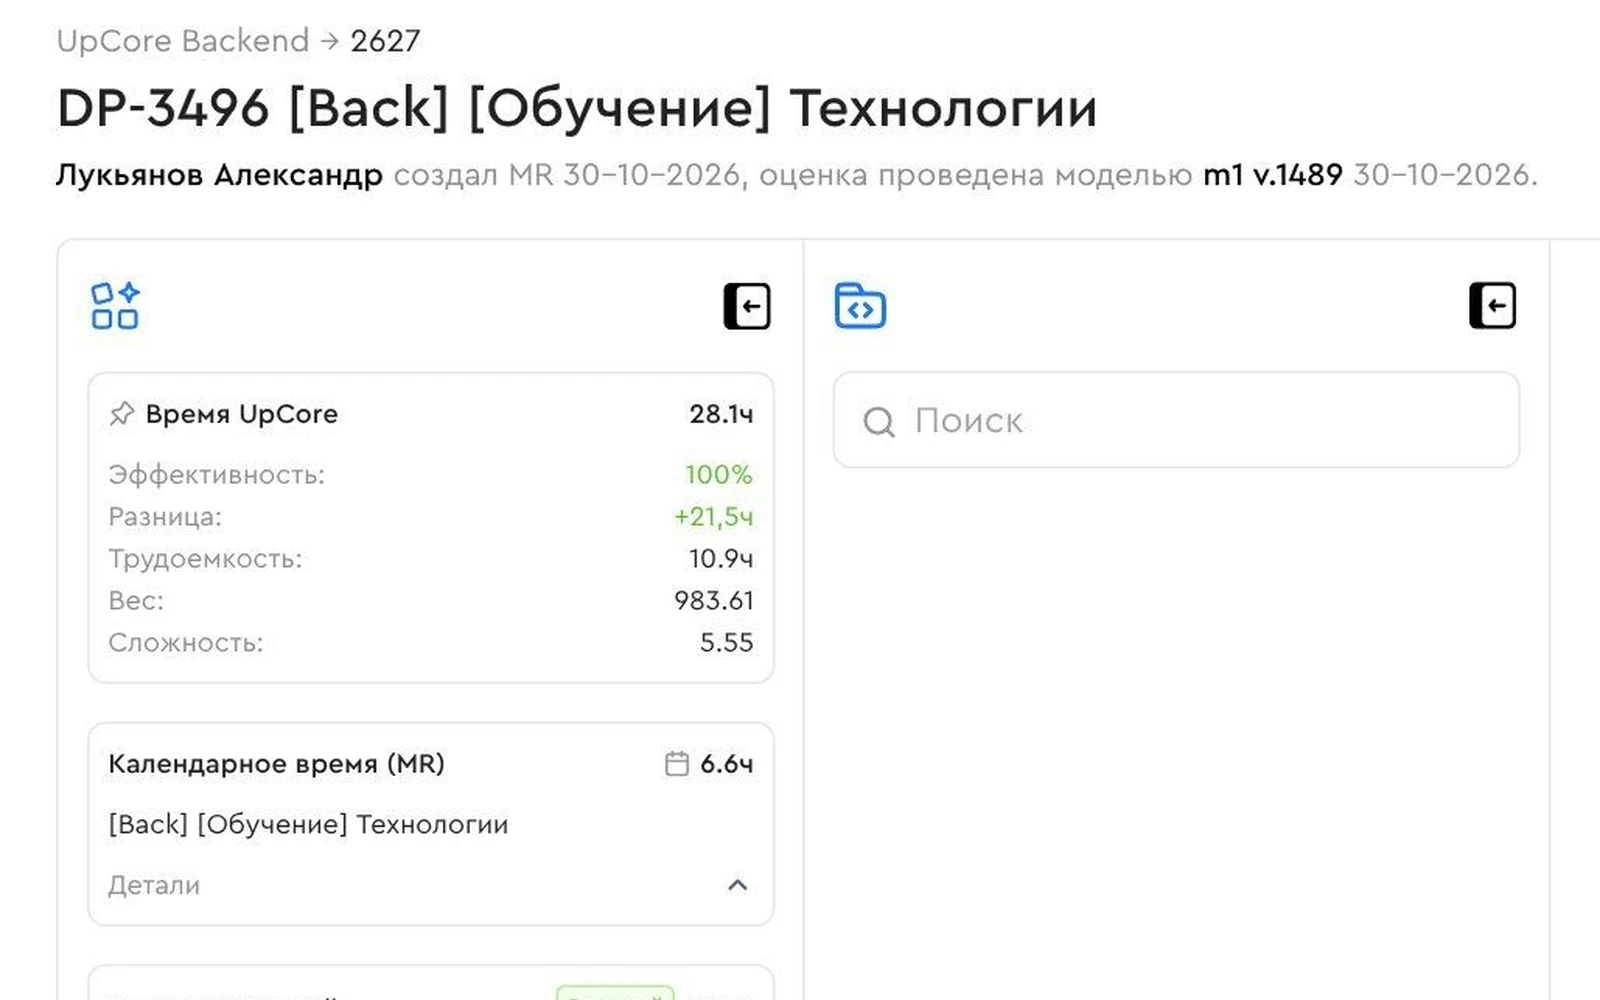 UpCore Backend → 2627
DP-3496 [Back] [Обучение] Технологии
Лукьянов Александр создал MR 30-10-2026, оценка проведена моделью m1 v.1489 30-10-2026.
Время UpCore 28.1ч
Эффективность: 100%
Разница: +21,5ч
Трудоемкость: 10.9ч
Вес: 983.61
Сложность: 5.55
Календарное время (MR) 6.6ч
[Back] [Обучение] Технологии
Детали
Поиск